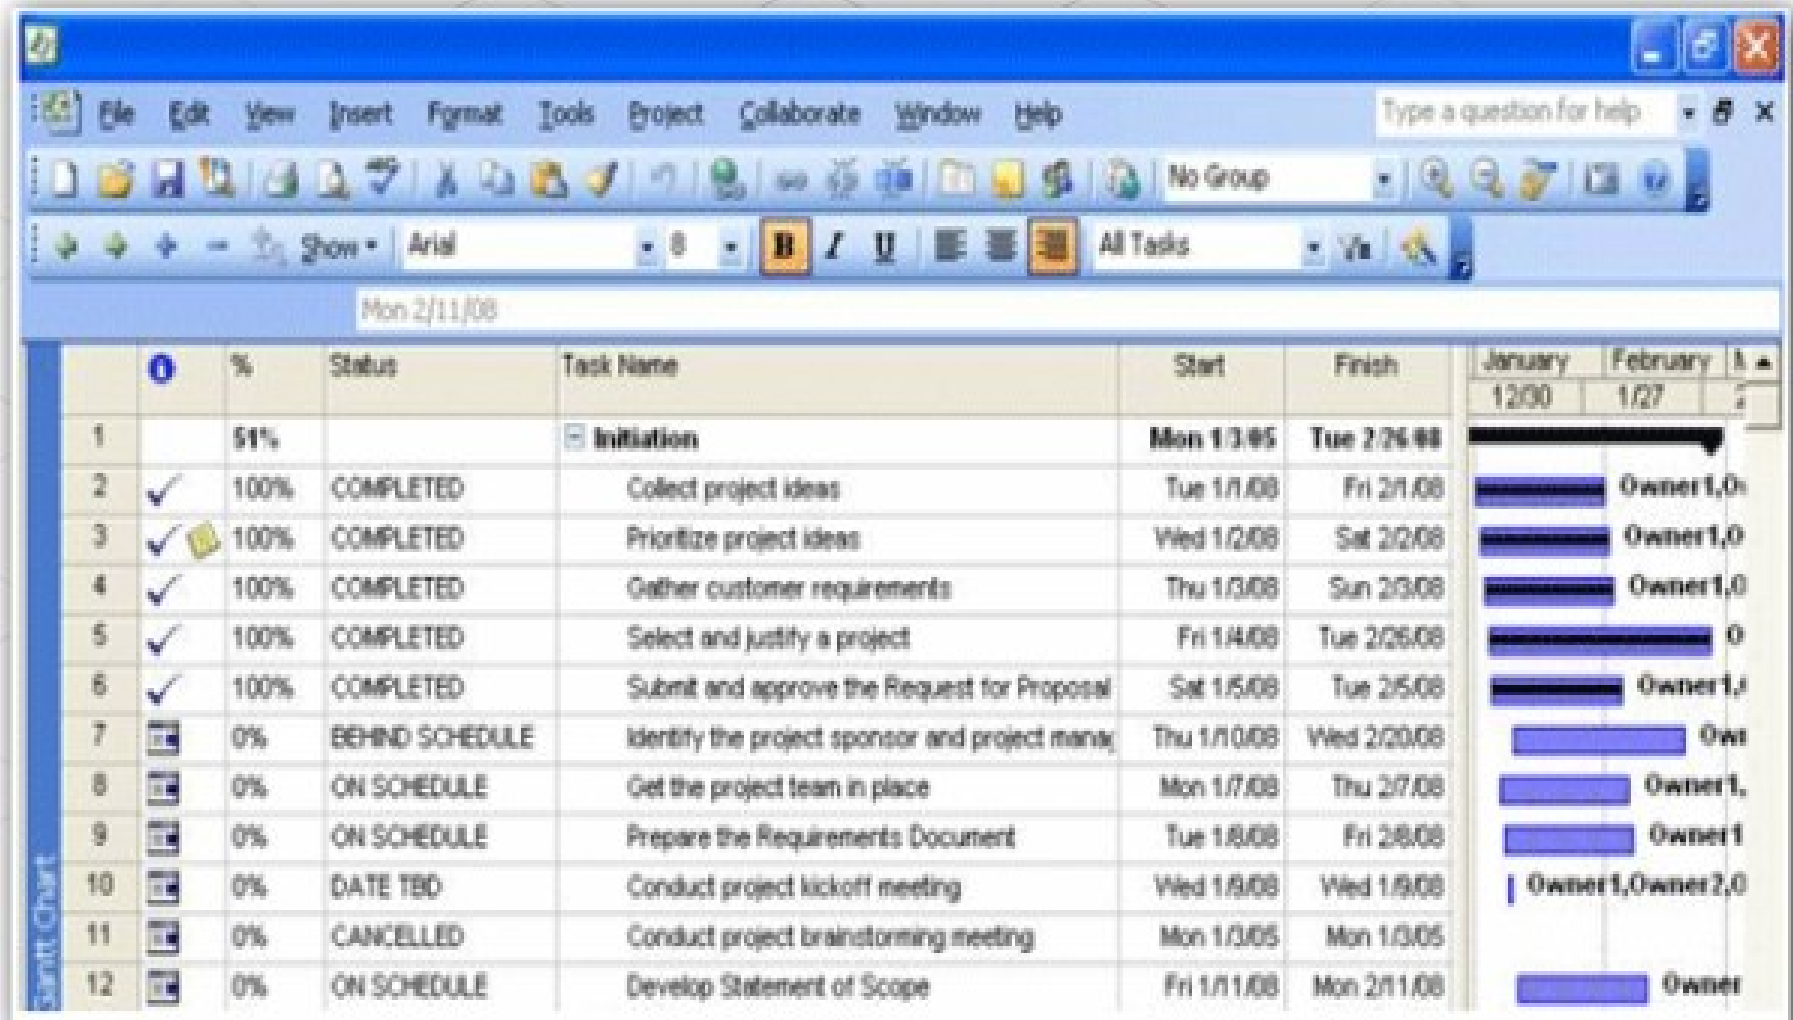 File Edit View Insert Format Tools Project Collaborate Window Help Type a question for help
No Group
Show Arial 8 B I U All Tasks
Mon 2/11/08
% Status Task Name Start Finish January February
12/30 1/27
1 51% Initiation Mon 1/3/05 Tue 2/26/08
2 100% COMPLETED Collect project ideas Tue 1/1/08 Fri 2/1/08 Owner1,
3 100% COMPLETED Prioritize project ideas Wed 1/2/08 Sat 2/2/08 Owner1,O
4 100% COMPLETED Gather customer requirements Thu 1/3/08 Sun 2/3/08 Owner1,O
5 100% COMPLETED Select and justify a project Fri 1/4/08 Tue 2/26/08 O
6 100% COMPLETED Submit and approve the Request for Proposal Sat 1/5/08 Tue 2/5/08 Owner1,
7 0% BEHIND SCHEDULE Identify the project sponsor and project manag Thu 1/10/08 Wed 2/20/08 Own
8 0% ON SCHEDULE Get the project team in place Mon 1/7/08 Thu 2/7/08 Owner1,
9 0% ON SCHEDULE Prepare the Requirements Document Tue 1/8/08 Fri 2/8/08 Owner1
10 0% DATE TBD Conduct project kickoff meeting Wed 1/9/08 Wed 1/9/08 Owner1,Owner2,O
11 0% CANCELLED Conduct project brainstorming meeting Mon 1/3/05 Mon 1/3/05
12 0% ON SCHEDULE Develop Statement of Scope Fri 1/11/08 Mon 2/11/08 Owner
Gantt Chart